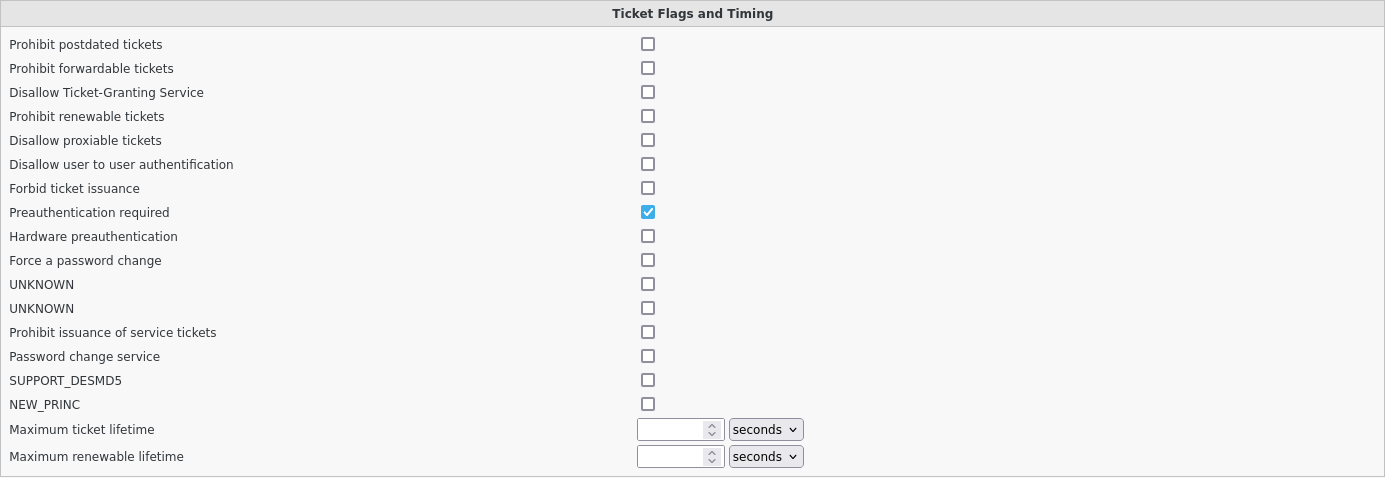 Ticket Flags and Timing
Prohibit postdated tickets
Prohibit forwardable tickets
Disallow Ticket-Granting Service
Prohibit renewable tickets
Disallow proxiable tickets
Disallow user to user authentification
Forbid ticket issuance
Preauthentication required
Hardware preauthentication
Force a password change
UNKNOWN
UNKNOWN
Prohibit issuance of service tickets
Password change service
SUPPORT_DESMD5
NEW_PRINC
Maximum ticket lifetime seconds
Maximum renewable lifetime seconds